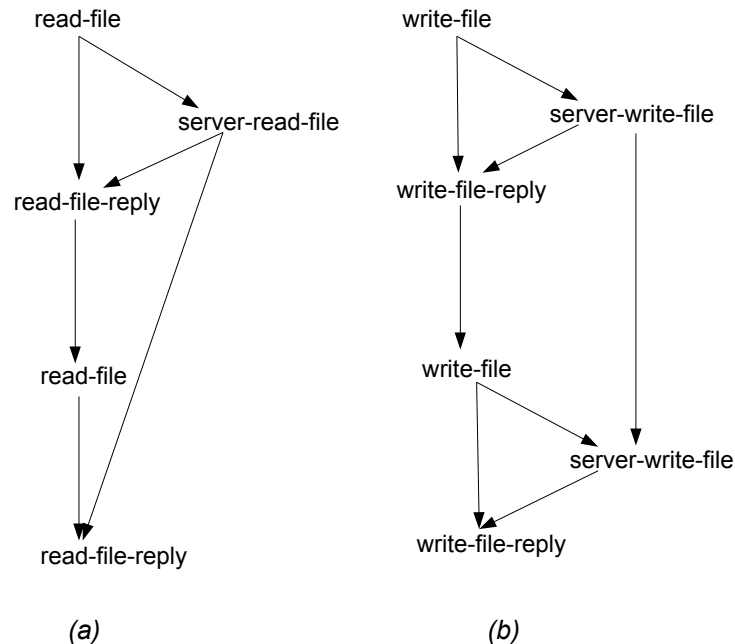 read-file
write-file
server-read-file
server-write-file
read-file-reply
write-file-reply
read-file
write-file
server-write-file
read-file-reply
write-file-reply
(a)
(b)